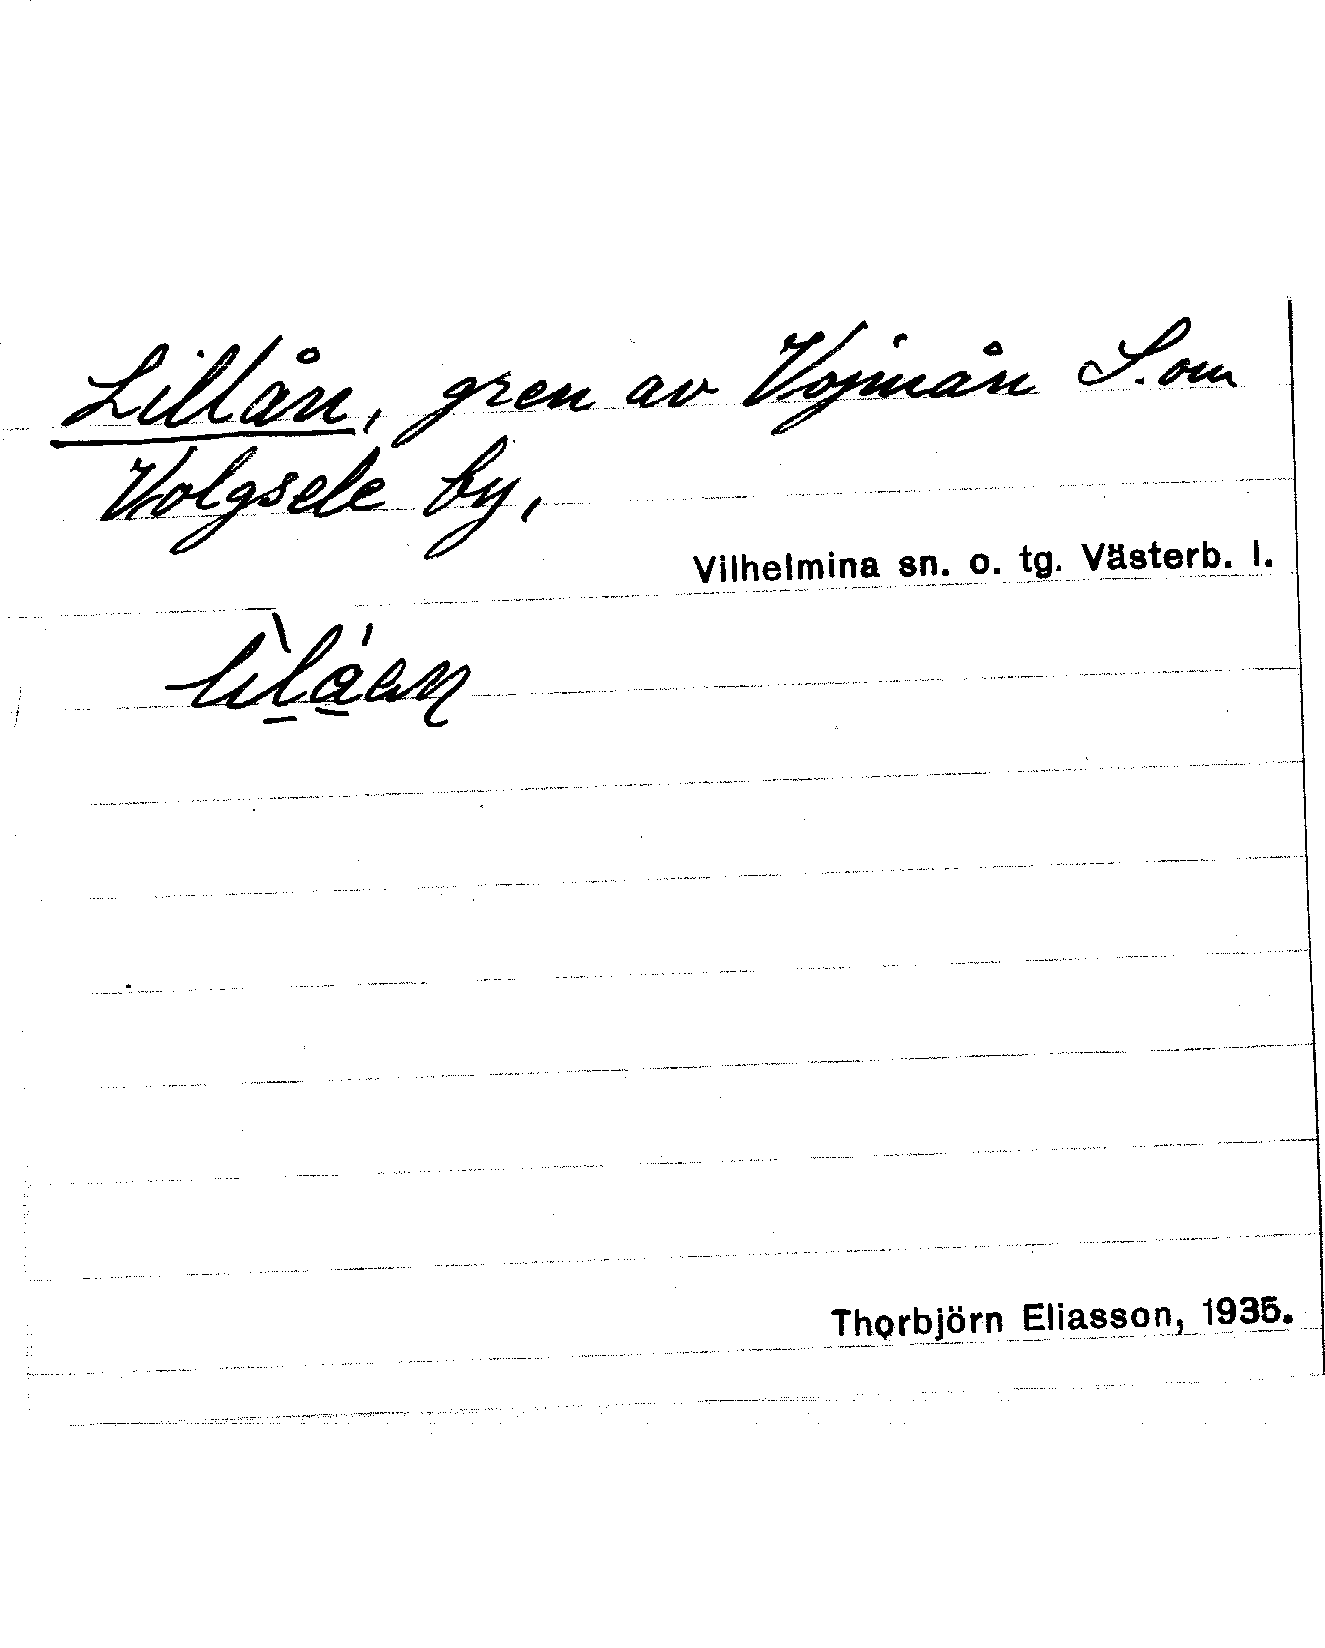 Lillån, gren av Vojmån S. om
Volgsele by,
Vilhelmina sn. o. tg. Västerb. l.
Thorbjörn Eliasson, 1935.